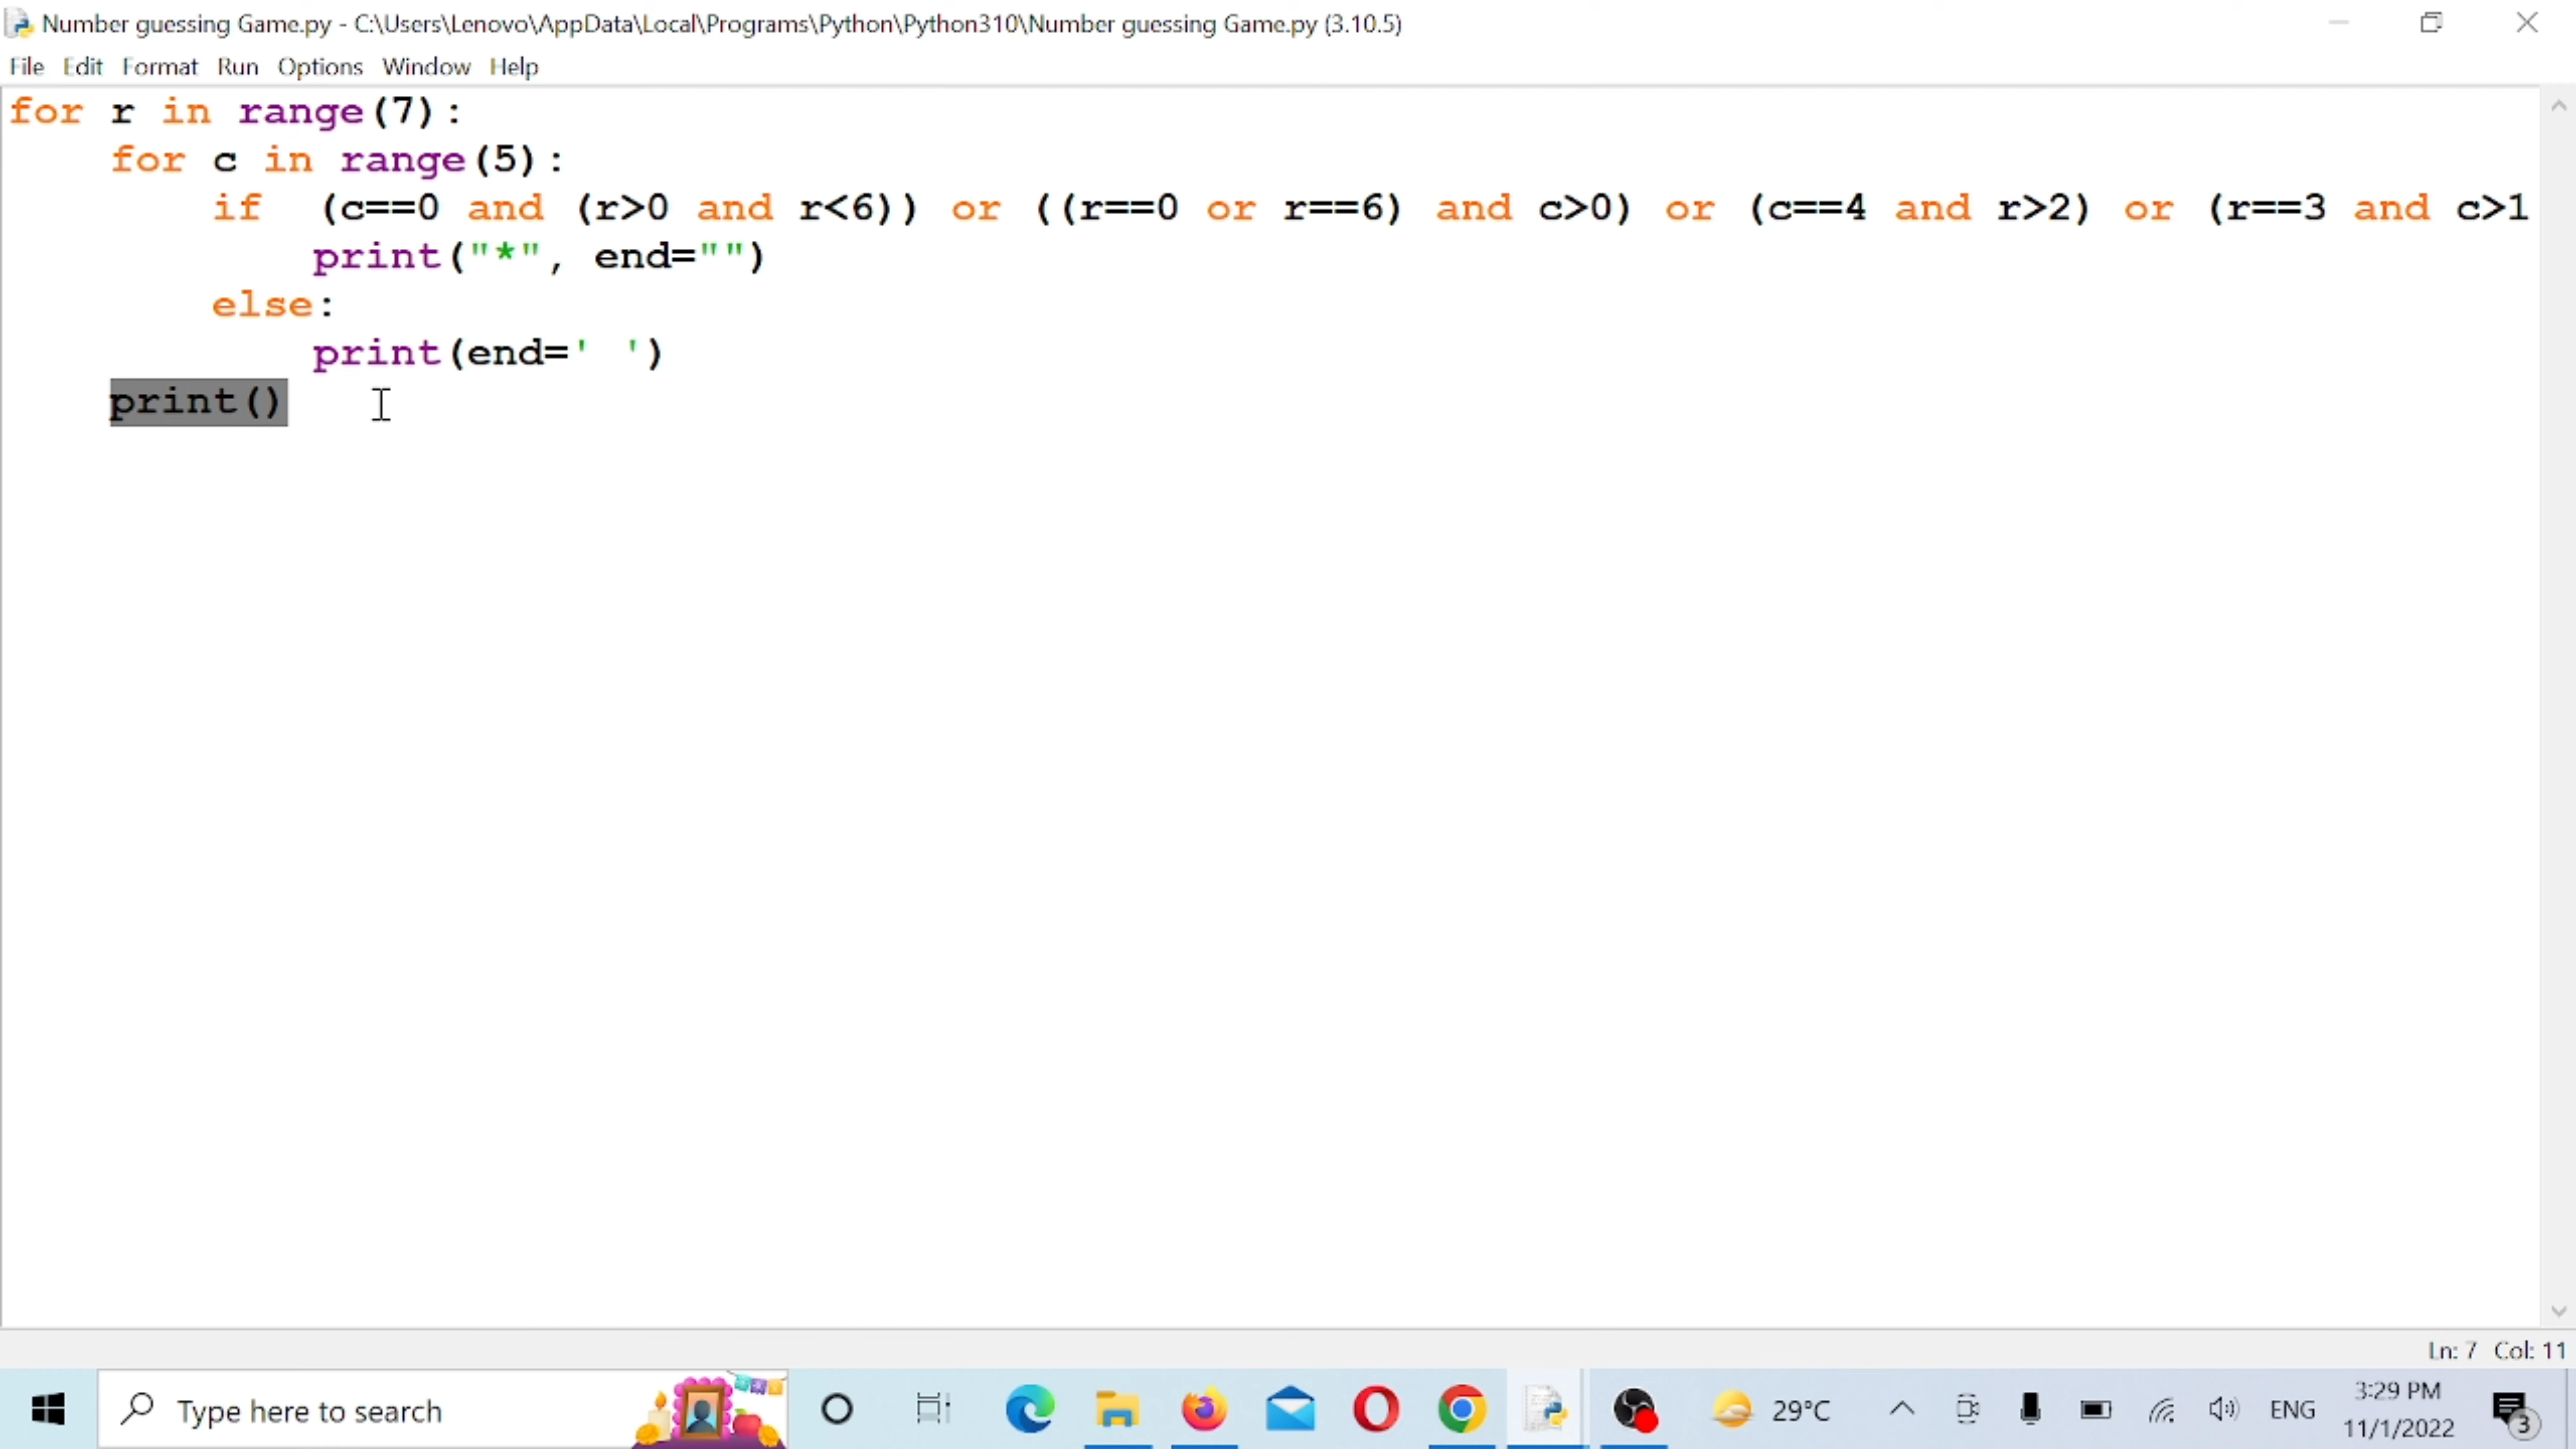 Number guessing Game.py - C:\Users\Lenovo\AppData\Local\Programs\Python\Python310\Number guessing Game.py (3.10.5)
File Edit Format Run Options Window Help
for r in range(7):
    for c in range(5):
        if  (c==0 and (r>0 and r<6)) or ((r==0 or r==6) and c>0) or (c==4 and r>2) or (r==3 and c>1
            print("*", end="")
        else:
            print(end=' ')
    print()
Ln: 7 Col: 11
Type here to search
29°C
ENG
3:29 PM
11/1/2022
3